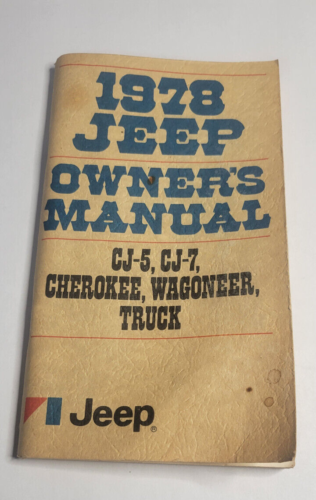 1978
JEEP
OWNER'S
MANUAL
CJ-5, CJ-7,
CHEROKEE, WAGONEER,
TRUCK
Jeep®